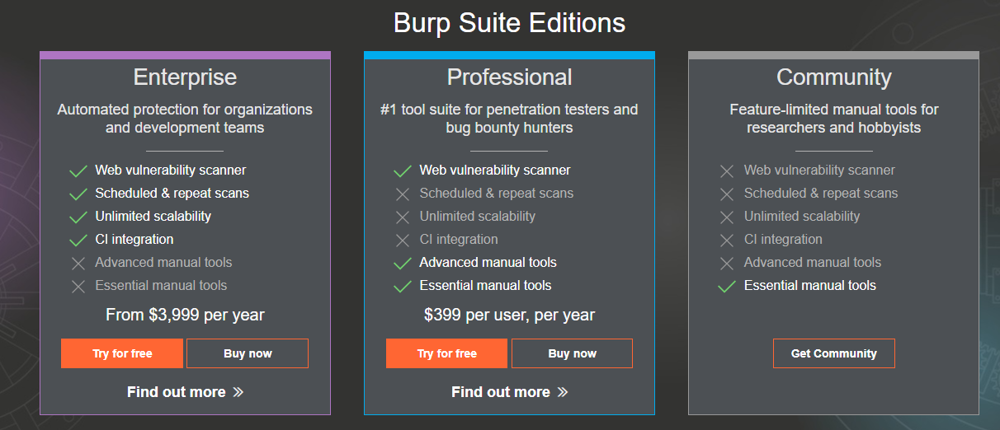 Burp Suite Editions
Enterprise
Automated protection for organizations
and development teams
Web vulnerability scanner
Scheduled & repeat scans
Unlimited scalability
CI integration
Advanced manual tools
Essential manual tools
From $3,999 per year
Try for free
Buy now
Find out more
Professional
#1 tool suite for penetration testers and
bug bounty hunters
Web vulnerability scanner
Scheduled & repeat scans
Unlimited scalability
CI integration
Advanced manual tools
Essential manual tools
$399 per user, per year
Try for free
Buy now
Find out more
Community
Feature-limited manual tools for
researchers and hobbyists
Web vulnerability scanner
Scheduled & repeat scans
Unlimited scalability
CI integration
Advanced manual tools
Essential manual tools
Get Community